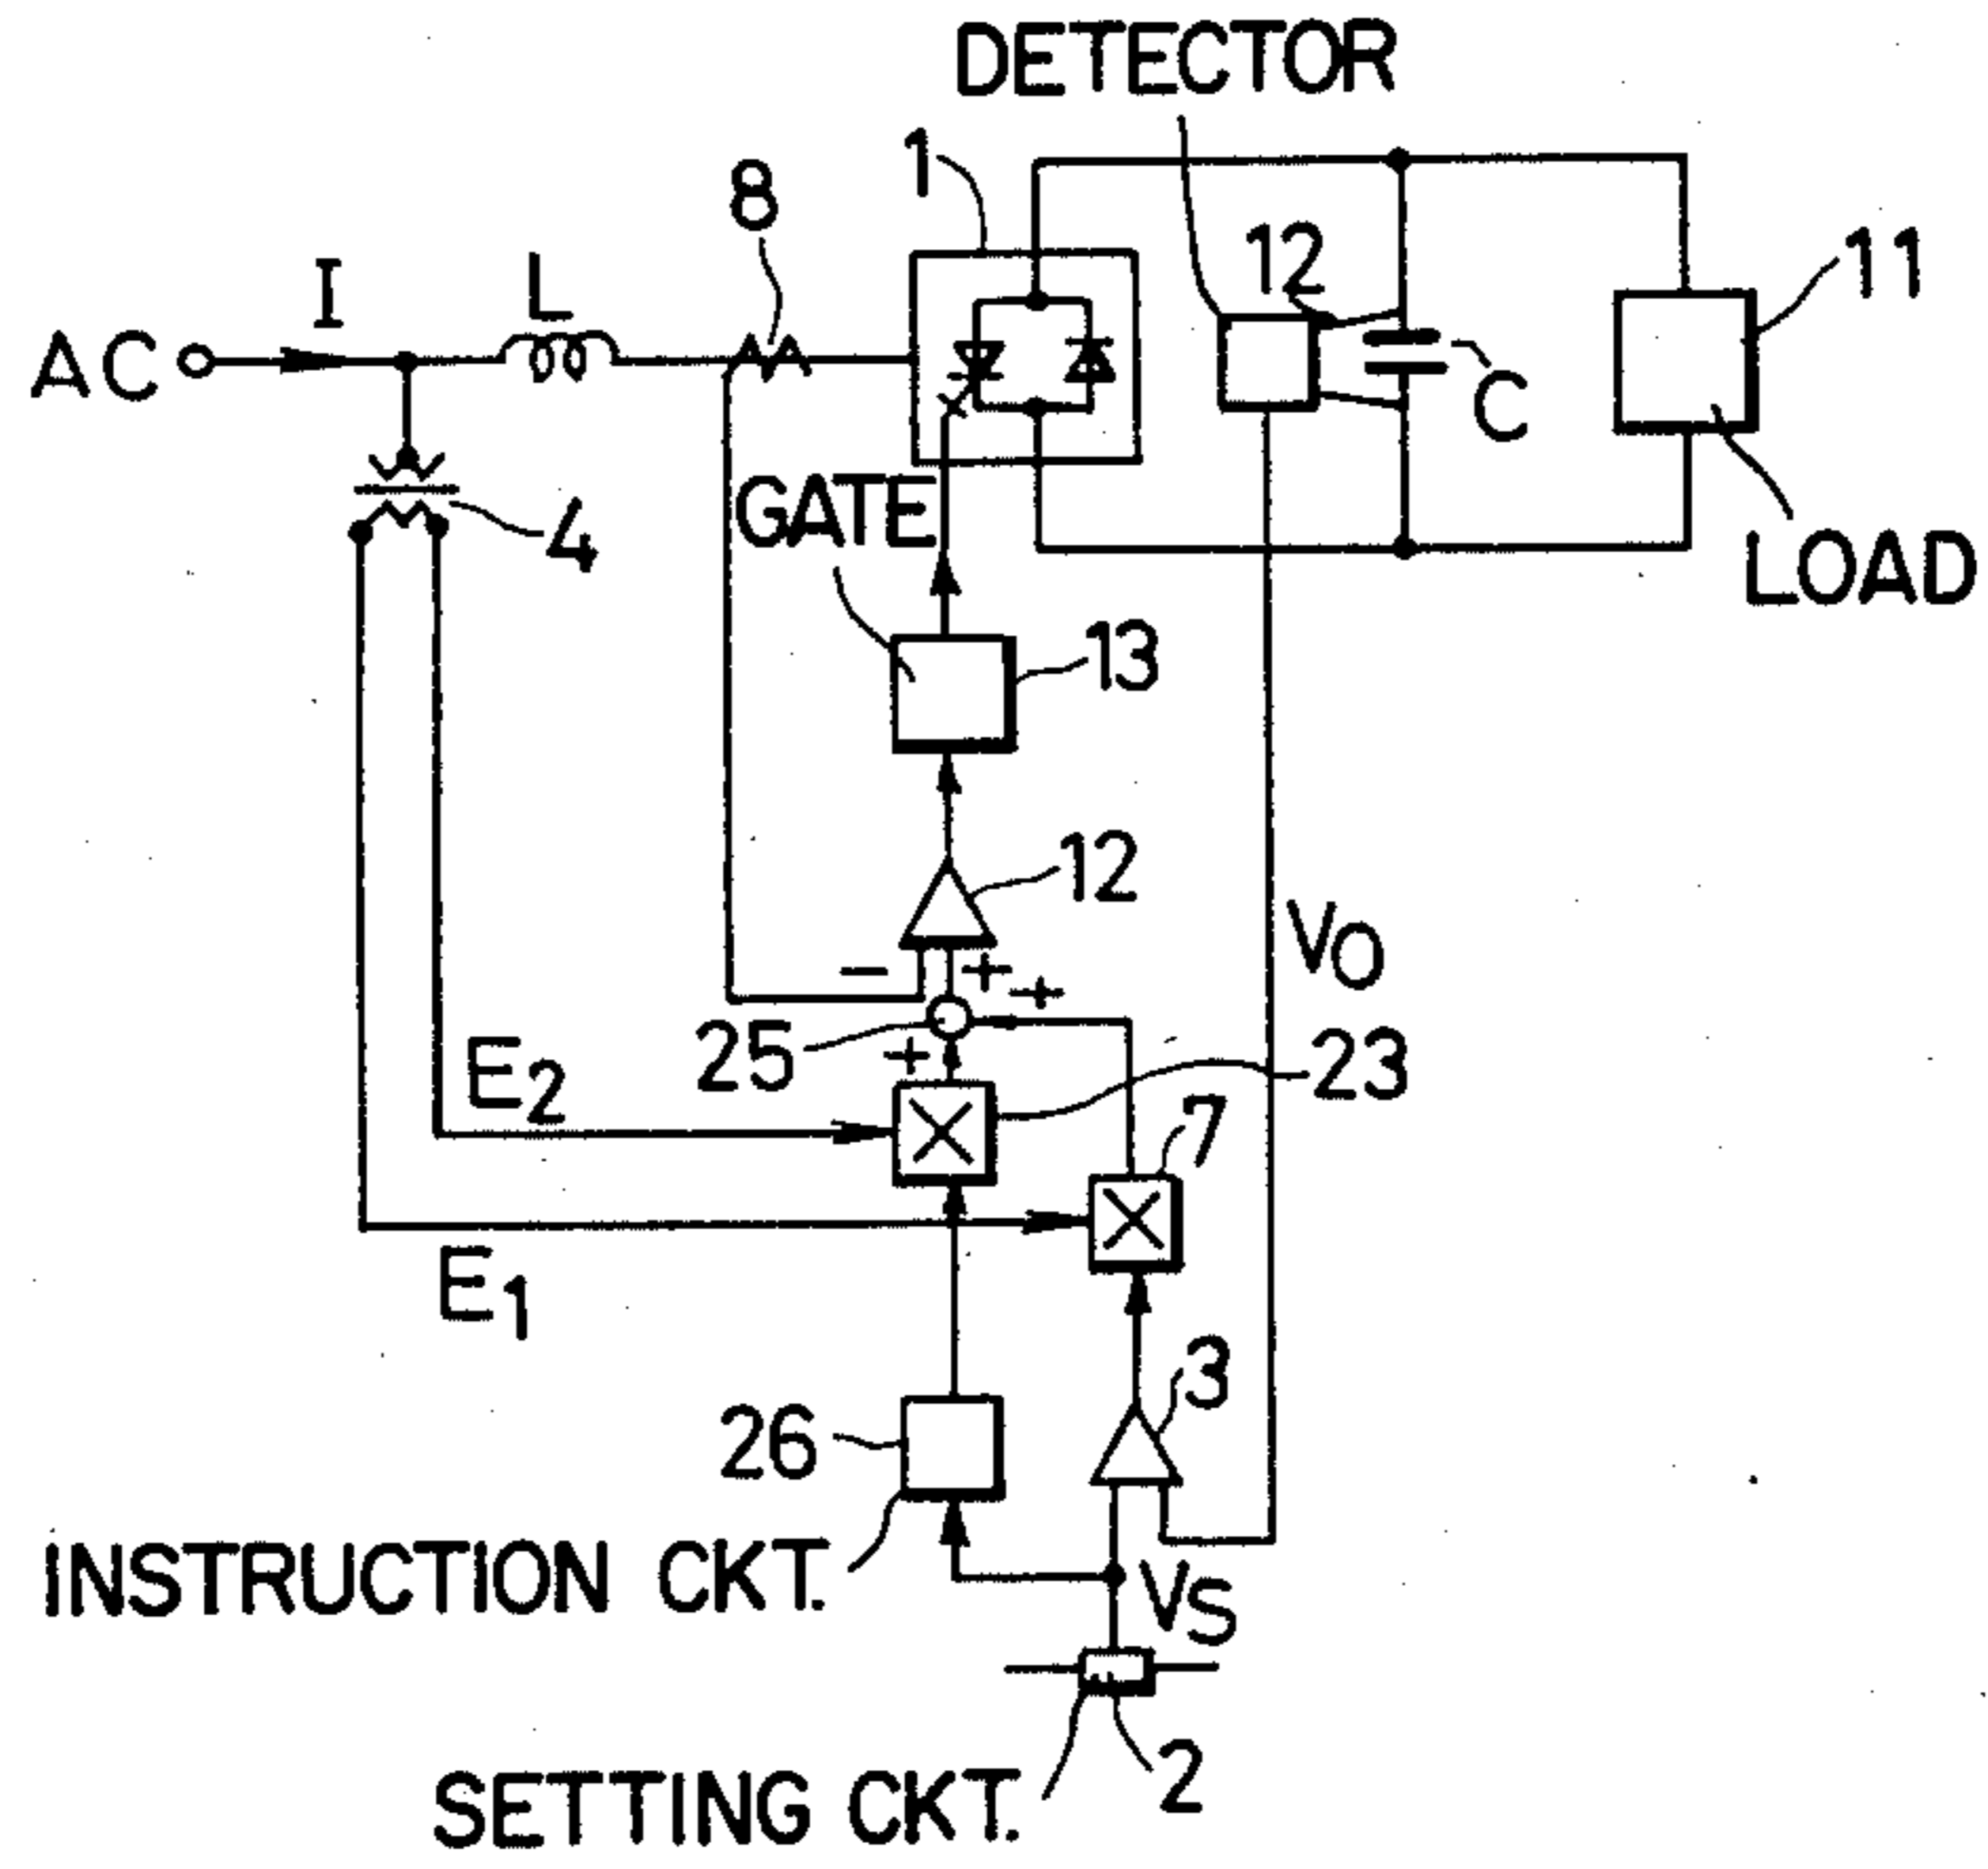 DETECTOR
1
8
I
L
12
11
AC
C
4
GATE
LOAD
13
12
VO
-
+
+
25
+
23
E2
7
E1
3
26
INSTRUCTION CKT.
VS
2
SETTING CKT.